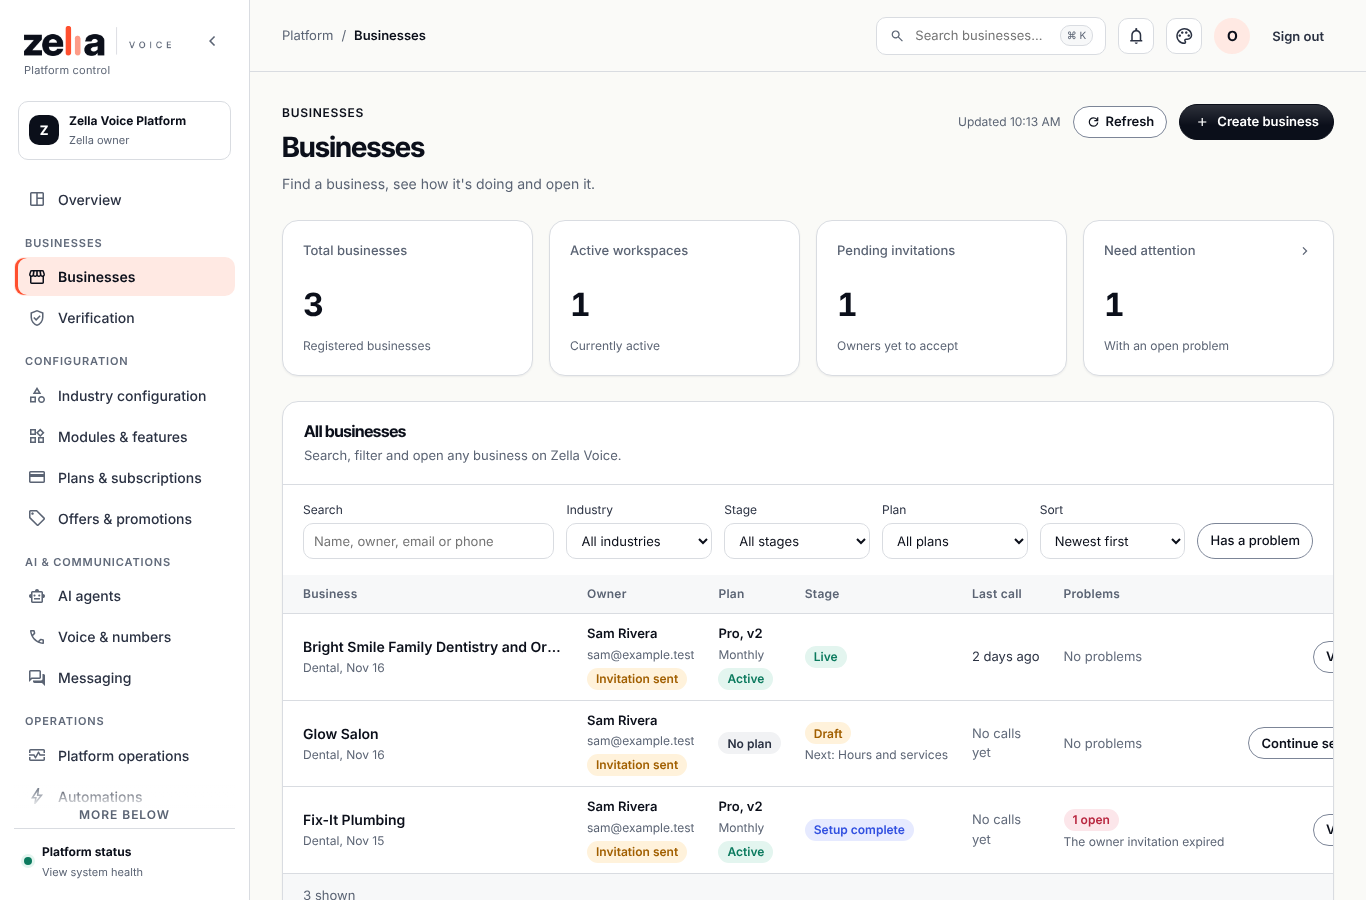 zella VOICE
Platform control
Z
Zella Voice Platform
Zella owner
Overview
BUSINESSES
Businesses
Verification
CONFIGURATION
Industry configuration
Modules & features
Plans & subscriptions
Offers & promotions
AI & COMMUNICATIONS
AI agents
Voice & numbers
Messaging
OPERATIONS
Platform operations
Automations
MORE BELOW
Platform status
View system health
Platform / Businesses
Search businesses... ⌘ K
O
Sign out
BUSINESSES
Businesses
Find a business, see how it's doing and open it.
Updated 10:13 AM
Refresh
+ Create business
Total businesses
3
Registered businesses
Active workspaces
1
Currently active
Pending invitations
1
Owners yet to accept
Need attention
1
With an open problem
All businesses
Search, filter and open any business on Zella Voice.
Search Industry Stage Plan Sort
Name, owner, email or phone All industries All stages All plans Newest first Has a problem
Business Owner Plan Stage Last call Problems
Bright Smile Family Dentistry and Or...
Dental, Nov 16
Sam Rivera
sam@example.test
Invitation sent
Pro, v2
Monthly
Active
Live
2 days ago
No problems
Glow Salon
Dental, Nov 16
Sam Rivera
sam@example.test
Invitation sent
No plan
Draft
Next: Hours and services
No calls
yet
No problems
Continue se
Fix-It Plumbing
Dental, Nov 15
Sam Rivera
sam@example.test
Invitation sent
Pro, v2
Monthly
Active
Setup complete
No calls
yet
1 open
The owner invitation expired
3 shown